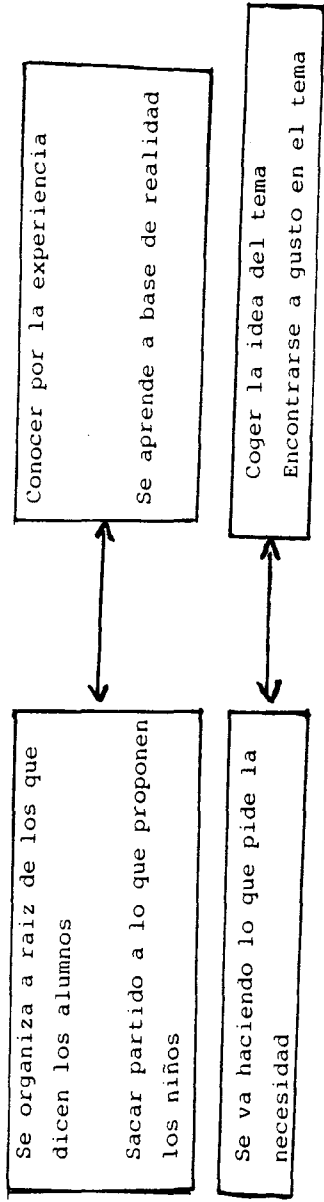 Se organiza a raiz de los que
dicen los alumnos
Sacar partido a lo que proponen
los niños
Conocer por la experiencia
Se aprende a base de realidad
Se va haciendo lo que pide la
necesidad
Coger la idea del tema
Encontrarse a gusto en el tema